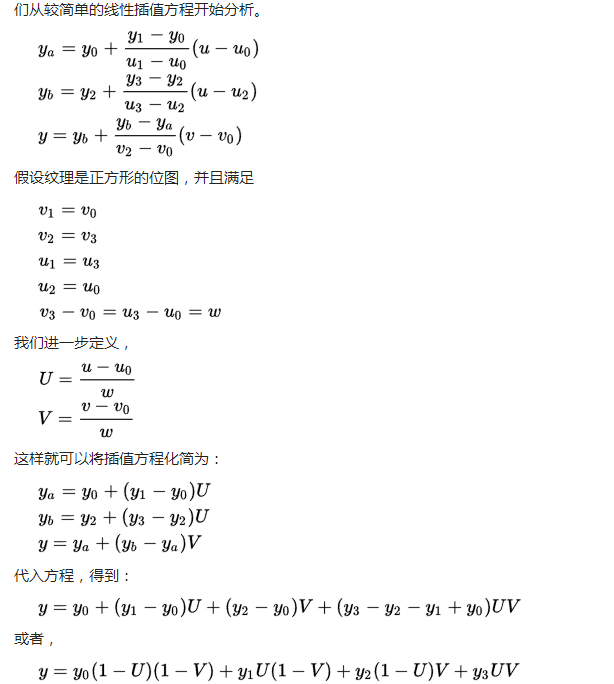 们从较简单的线性插值方程开始分析。
y_a = y_0 + \frac{y_1 - y_0}{u_1 - u_0}(u - u_0)
y_b = y_2 + \frac{y_3 - y_2}{u_3 - u_2}(u - u_2)
y = y_b + \frac{y_b - y_a}{v_2 - v_0}(v - v_0)
假设纹理是正方形的位图，并且满足
v_1 = v_0
v_2 = v_3
u_1 = u_3
u_2 = u_0
v_3 - v_0 = u_3 - u_0 = w
我们进一步定义，
U = \frac{u - u_0}{w}
V = \frac{v - v_0}{w}
这样就可以将插值方程化简为：
y_a = y_0 + (y_1 - y_0)U
y_b = y_2 + (y_3 - y_2)U
y = y_a + (y_b - y_a)V
代入方程，得到：
y = y_0 + (y_1 - y_0)U + (y_2 - y_0)V + (y_3 - y_2 - y_1 + y_0)UV
或者，
y = y_0(1 - U)(1 - V) + y_1U(1 - V) + y_2(1 - U)V + y_3UV